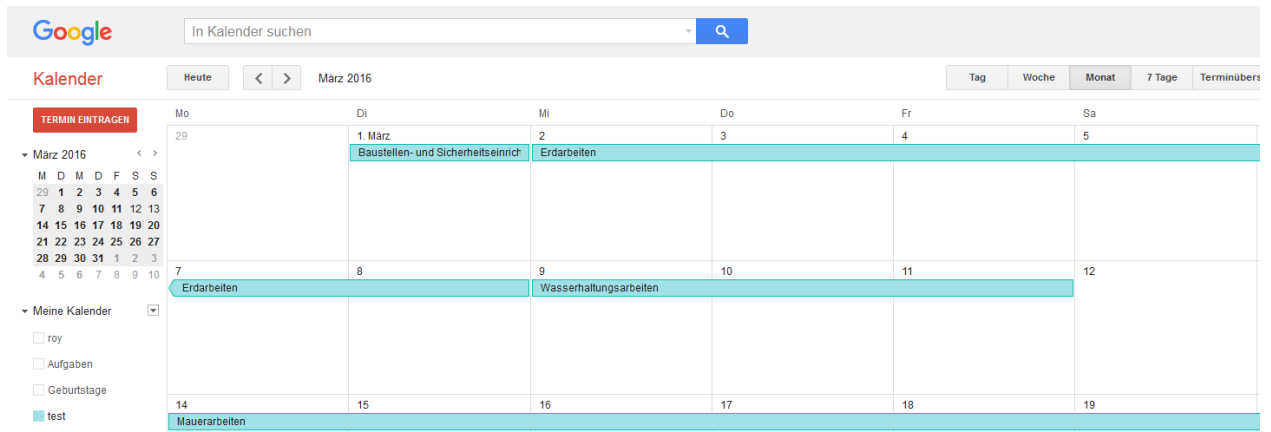 Google
In Kalender suchen
Kalender
Heute
März 2016
Tag Woche Monat 7 Tage Terminübers
TERMIN EINTRAGEN
März 2016
M D M D F S S
29 1 2 3 4 5 6
7 8 9 10 11 12 13
14 15 16 17 18 19 20
21 22 23 24 25 26 27
28 29 30 31 1 2 3
4 5 6 7 8 9 10
Meine Kalender
roy
Aufgaben
Geburtstage
test
Mo Di Mi Do Fr Sa
29 1. März 2 3 4 5
Baustellen- und Sicherheitseinrich Erdarbeiten
7 8 9 10 11 12
Erdarbeiten Wasserhaltungsarbeiten
14 15 16 17 18 19
Mauerarbeiten